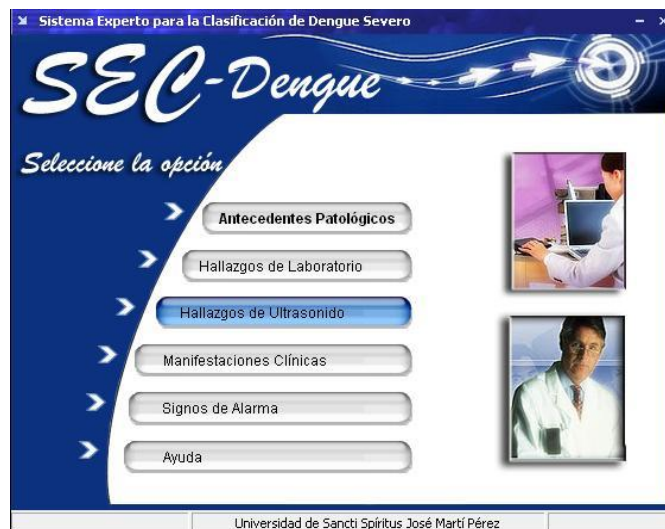 Sistema Experto para la Clasificación de Dengue Severo
SEC-Dengue
Seleccione la opción
Antecedentes Patológicos
Hallazgos de Laboratorio
Hallazgos de Ultrasonido
Manifestaciones Clínicas
Signos de Alarma
Ayuda
Universidad de Sancti Spíritus José Martí Pérez